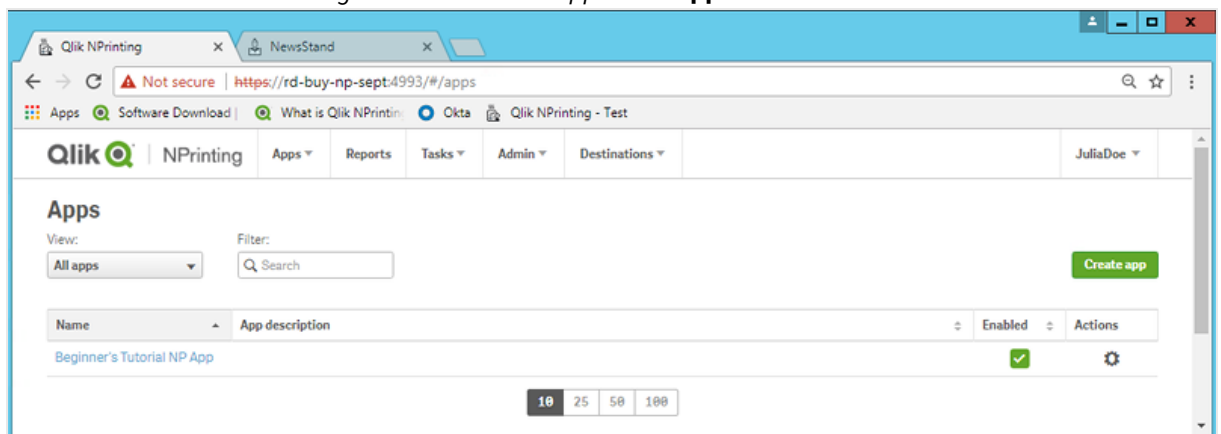 Qlik NPrinting NewsStand
Not secure | https://rd-buy-np-sept:4993/#/apps
Apps Software Download | What is Qlik NPrinting Okta Qlik NPrinting - Test
Qlik NPrinting Apps Reports Tasks Admin Destinations JuliaDoe
Apps
View: Filter:
All apps Search Create app
Name App description Enabled Actions
Beginner's Tutorial NP App
10 25 50 100